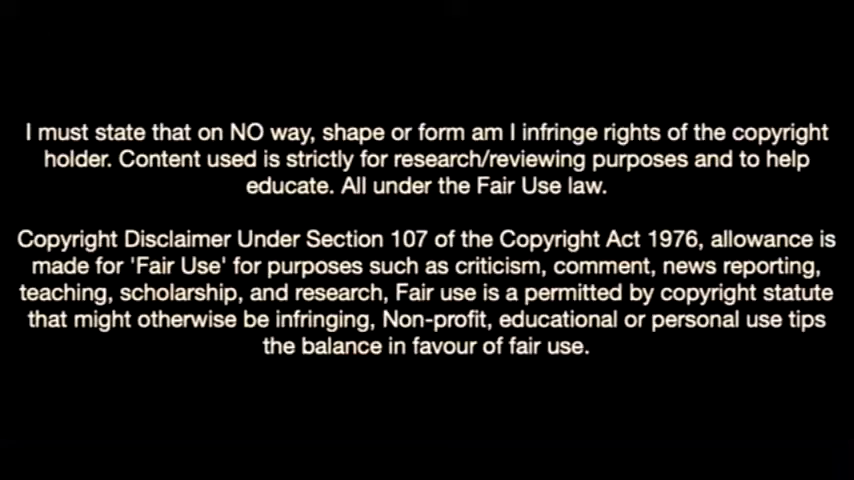 I must state that on NO way, shape or form am I infringe rights of the copyright
holder. Content used is strictly for research/reviewing purposes and to help
educate. All under the Fair Use law.
Copyright Disclaimer Under Section 107 of the Copyright Act 1976, allowance is
made for 'Fair Use' for purposes such as criticism, comment, news reporting,
teaching, scholarship, and research, Fair use is a permitted by copyright statute
that might otherwise be infringing, Non-profit, educational or personal use tips
the balance in favour of fair use.